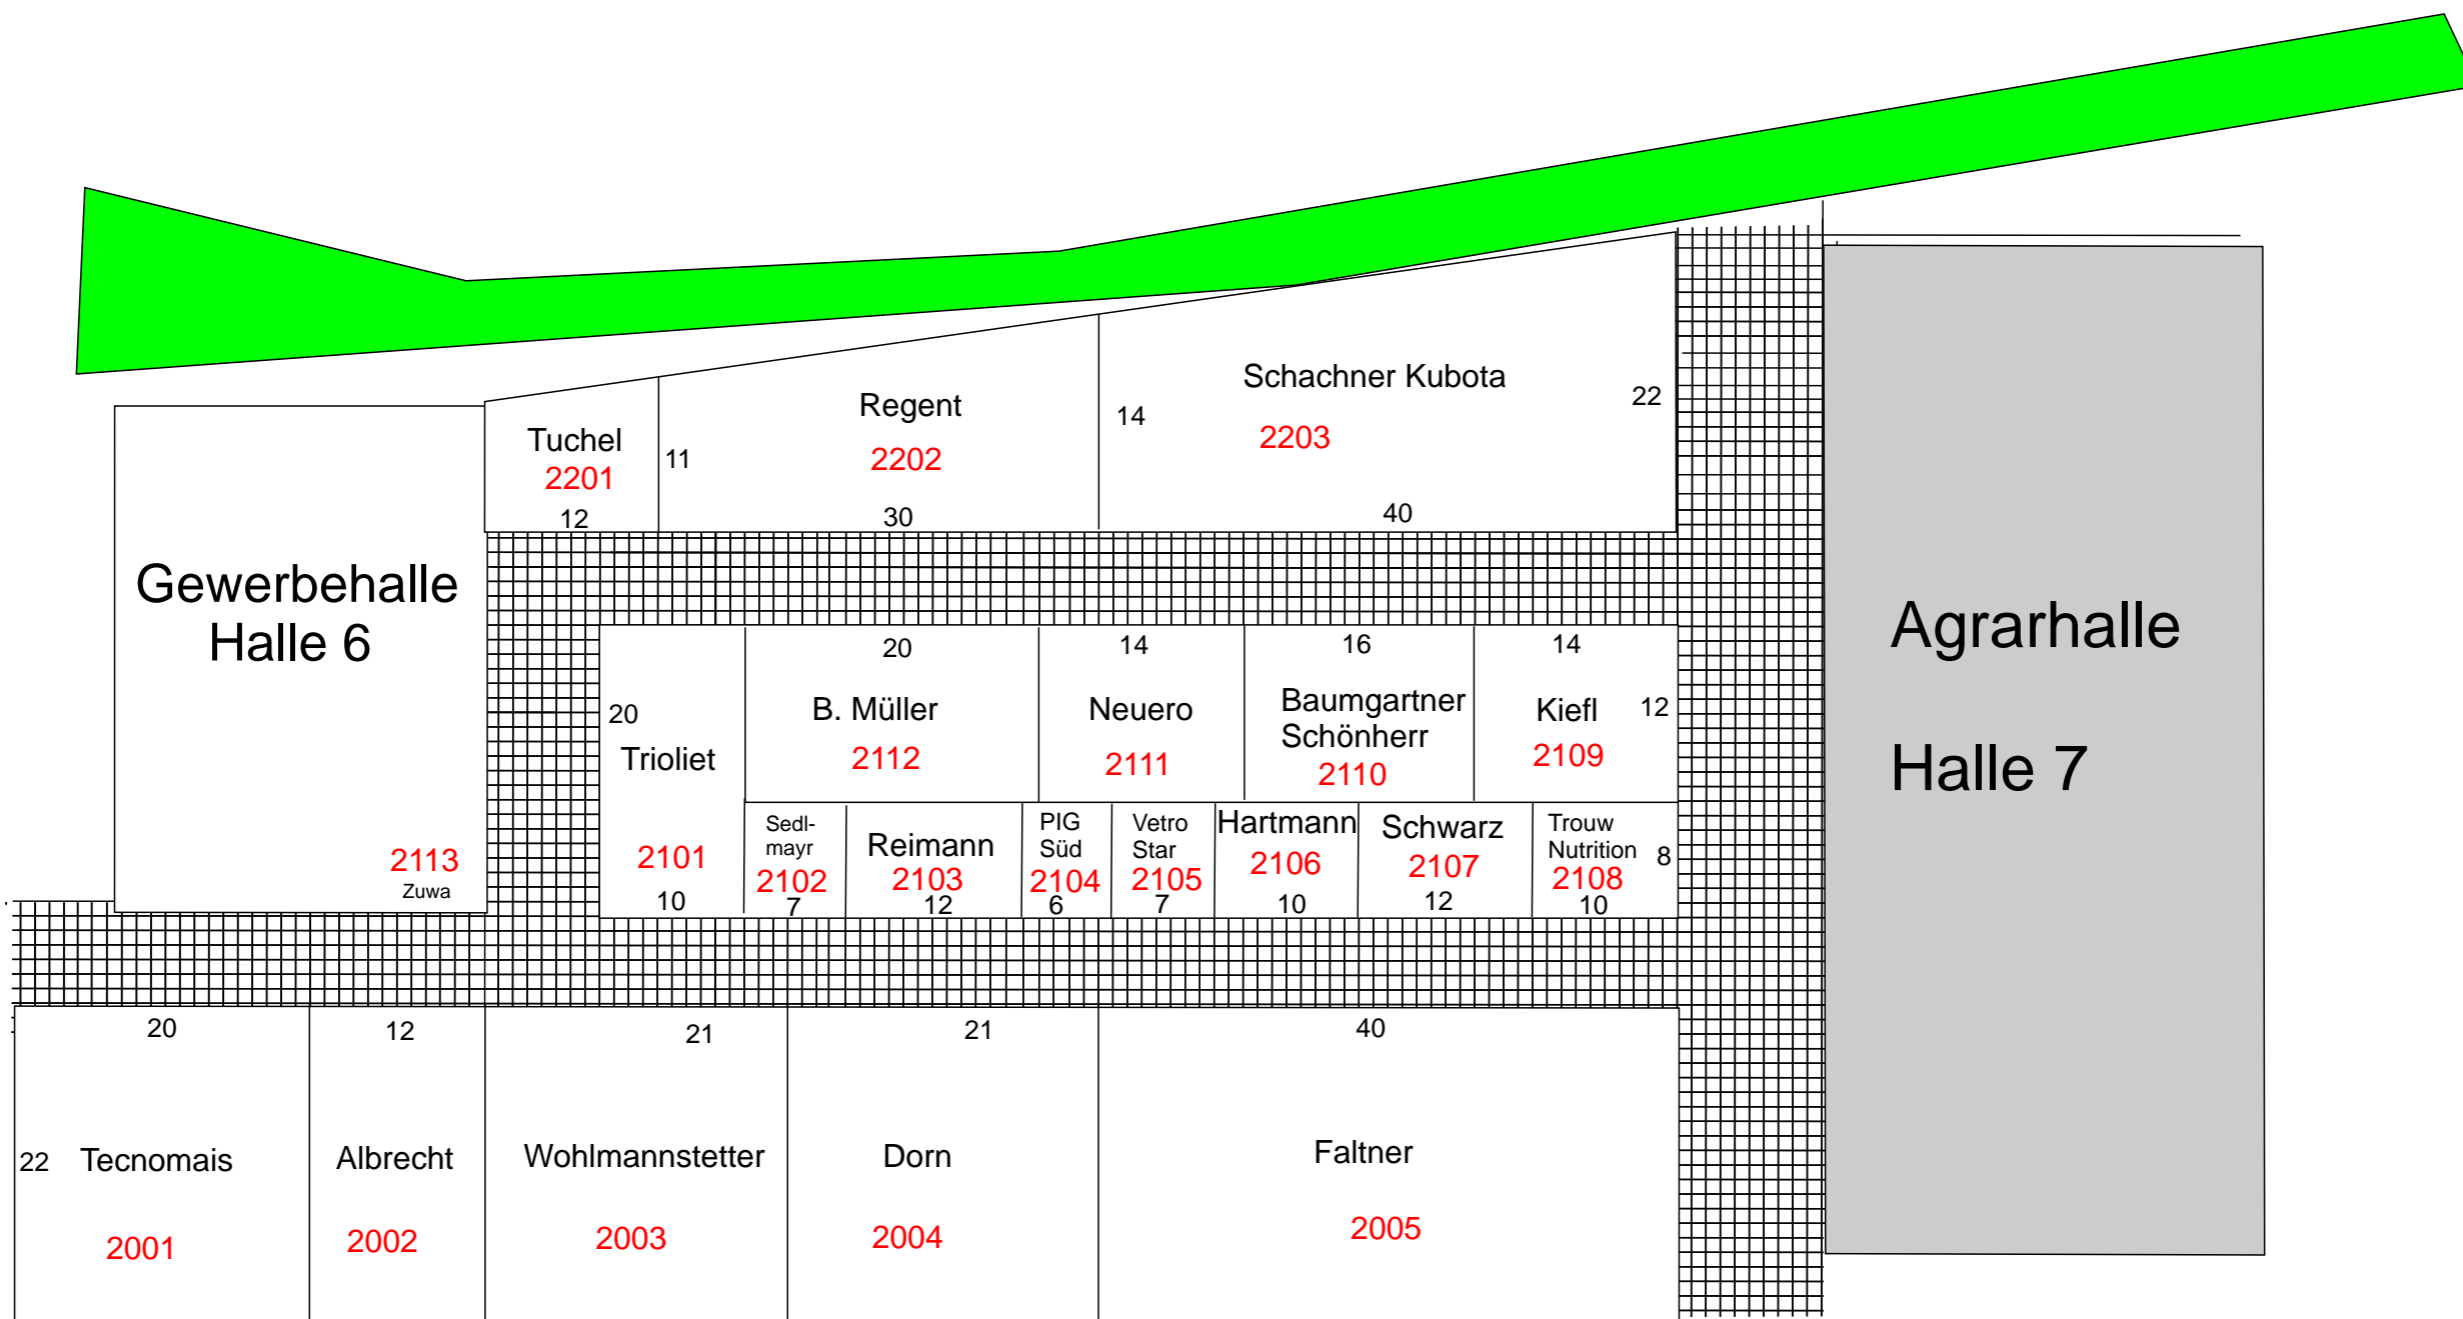 Schachner Kubota
22
2203
14
40
Regent
2202
11
30
Tuchel
2201
12
Gewerbehalle
Halle 6
2113
Zuwa
Agrarhalle
Halle 7
20
Trioliet
2101
10
20
B. Müller
2112
14
Neuero
2111
16
Baumgartner
Schönherr
2110
14
Kiefl
12
2109
Sedl-
mayr
2102
7
Reimann
2103
12
PIG
Süd
2104
6
Vetro
Star
2105
7
Hartmann
2106
10
Schwarz
2107
12
Trouw
Nutrition
8
2108
10
20
22
Tecnomais
2001
12
Albrecht
2002
21
Wohlmannstetter
2003
21
Dorn
2004
40
Faltner
2005